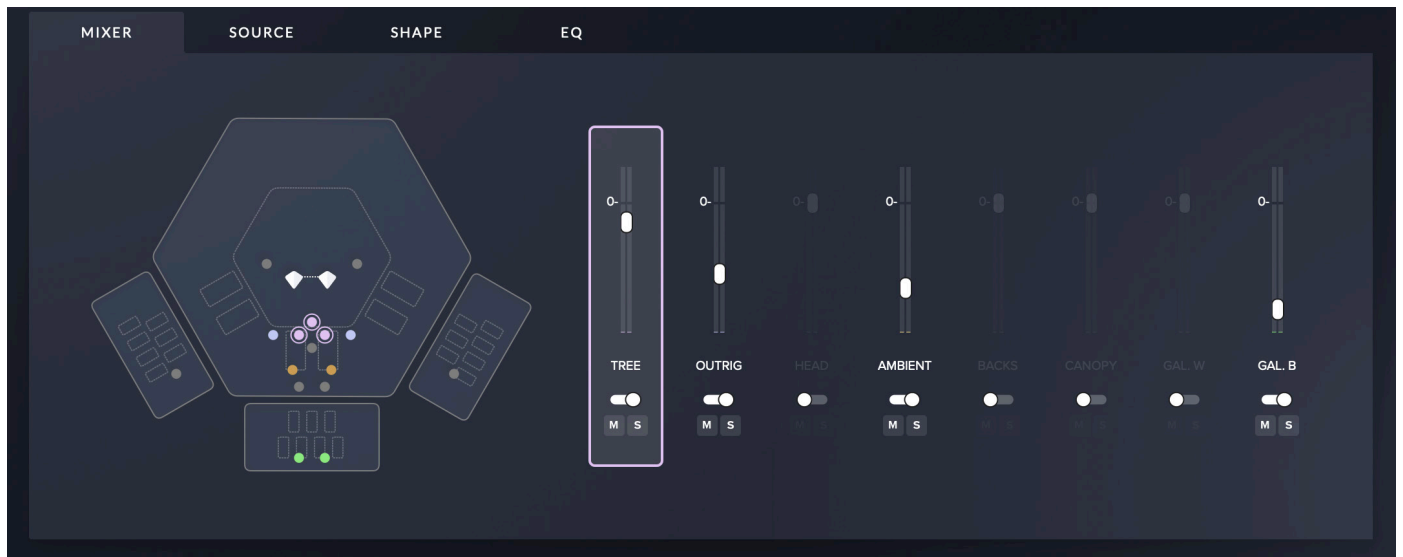 MIXER SOURCE SHAPE EQ
0- 0- 0- 0- 0- 0- 0- 0-
TREE OUTRIG HEAD AMBIENT BACKS CANOPY GAL. W GAL. B
M S M S M S M S M S M S M S M S